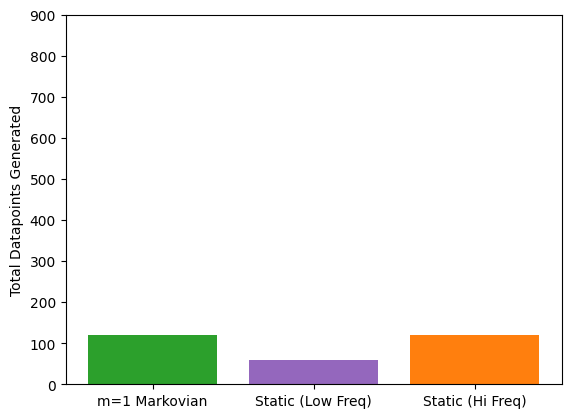 Total Datapoints Generated
900
800
700
600
500
400
300
200
100
0
m=1 Markovian
Static (Low Freq)
Static (Hi Freq)